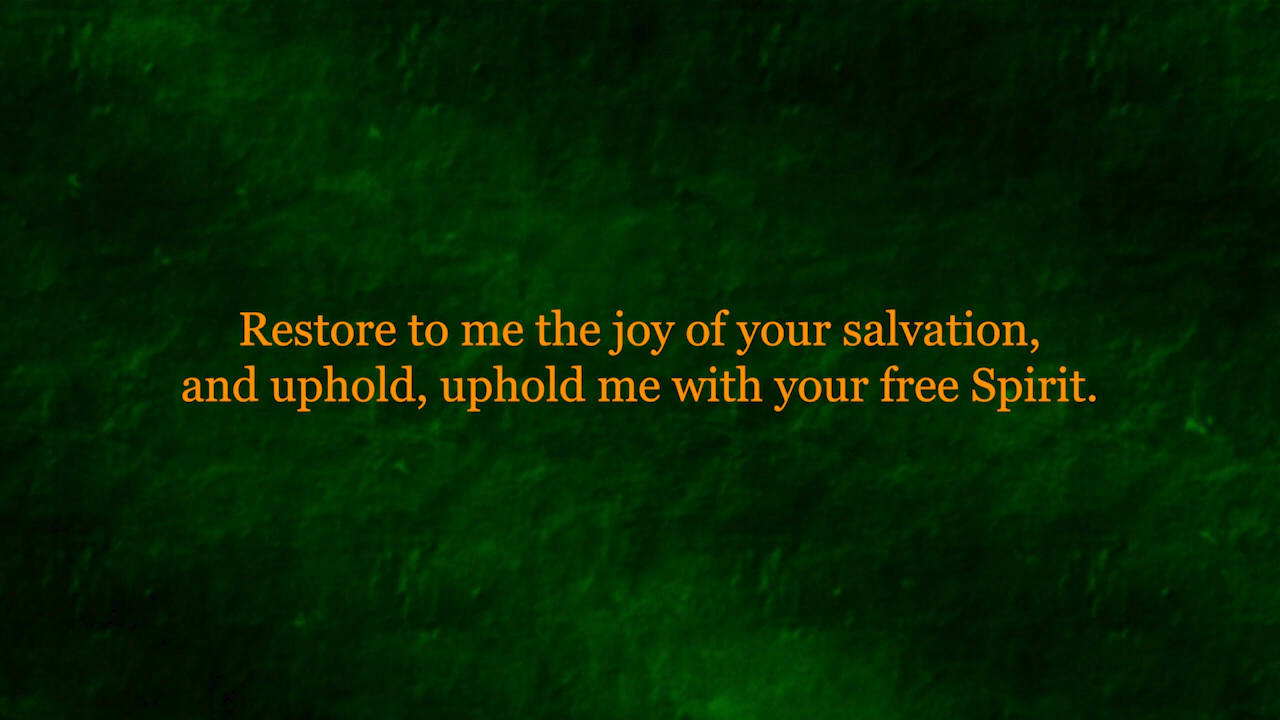 Restore to me the joy of your salvation,
and uphold, uphold me with your free Spirit.